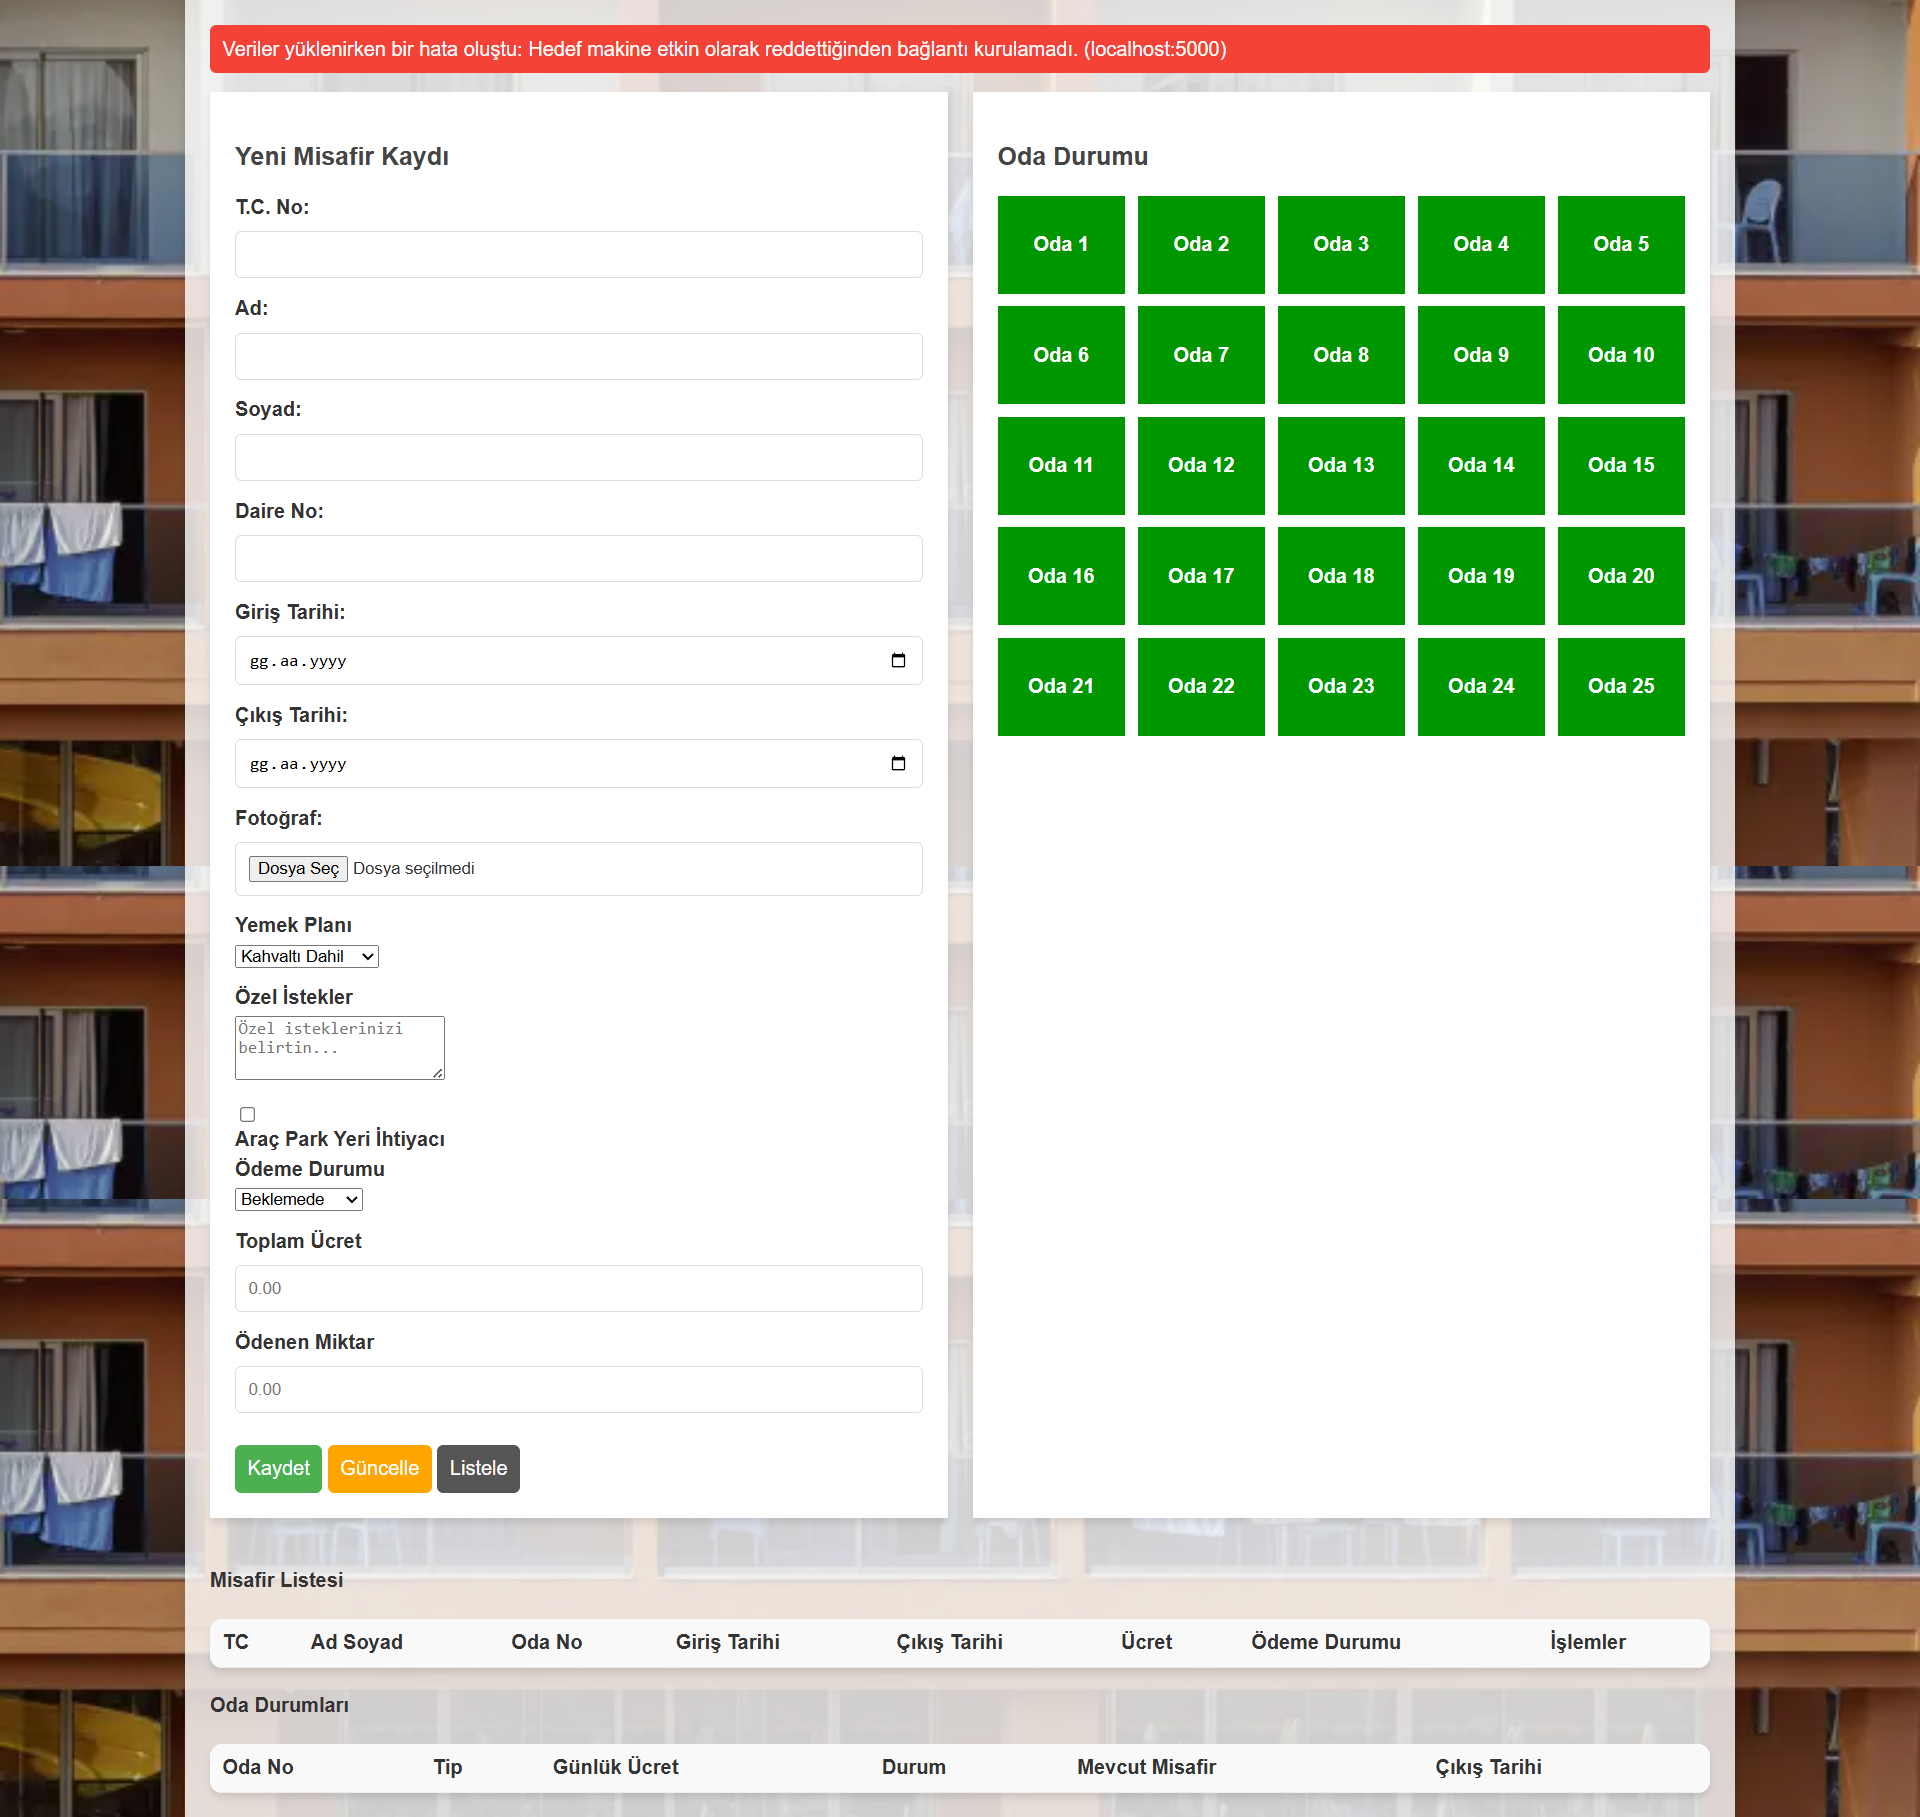 Veriler yüklenirken bir hata oluştu: Hedef makine etkin olarak reddettiğinden bağlantı kurulamadı. (localhost:5000)
Yeni Misafir Kaydı
T.C. No:
Ad:
Soyad:
Daire No:
Giriş Tarihi:
gg.aa.yyyy
Çıkış Tarihi:
gg.aa.yyyy
Fotoğraf:
Dosya Seç Dosya seçilmedi
Yemek Planı
Kahvaltı Dahil
Özel İstekler
Özel isteklerinizi
belirtin...
Araç Park Yeri İhtiyacı
Ödeme Durumu
Beklemede
Toplam Ücret
0.00
Ödenen Miktar
0.00
Kaydet Güncelle Listele
Oda Durumu
Oda 1 Oda 2 Oda 3 Oda 4 Oda 5
Oda 6 Oda 7 Oda 8 Oda 9 Oda 10
Oda 11 Oda 12 Oda 13 Oda 14 Oda 15
Oda 16 Oda 17 Oda 18 Oda 19 Oda 20
Oda 21 Oda 22 Oda 23 Oda 24 Oda 25
Misafir Listesi
TC Ad Soyad Oda No Giriş Tarihi Çıkış Tarihi Ücret Ödeme Durumu İşlemler
Oda Durumları
Oda No Tip Günlük Ücret Durum Mevcut Misafir Çıkış Tarihi